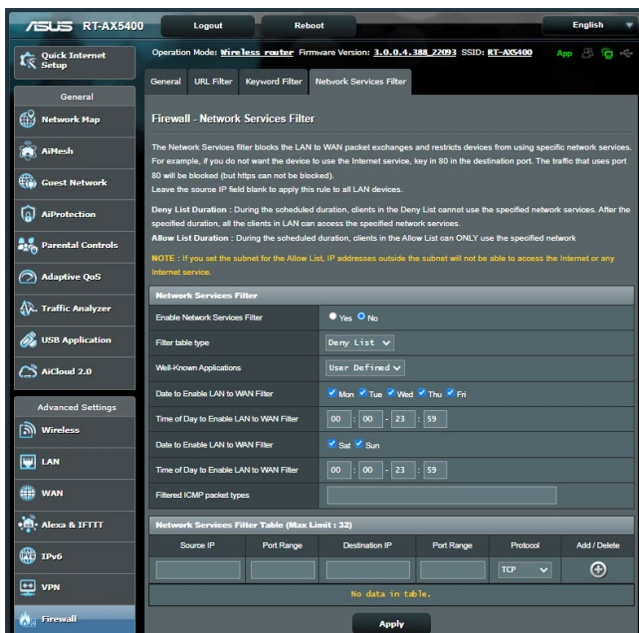 ASUS RT-AX5400 Logout Reboot English
Quick Internet Setup
Operation Mode: Wireless router Firmware Version: 3.0.0.4.388_22093 SSID: RT-AX5400 App
General URL Filter Keyword Filter Network Services Filter
General
Network Map
AiMesh
Guest Network
AiProtection
Parental Controls
Adaptive QoS
Traffic Analyzer
USB Application
AiCloud 2.0
Advanced Settings
Wireless
LAN
WAN
Alexa & IFTTT
IPv6
VPN
Firewall
Firewall - Network Services Filter
The Network Services filter blocks the LAN to WAN packet exchanges and restricts devices from using specific network services.
For example, if you do not want the device to use the Internet service, key in 80 in the destination port. The traffic that uses port
80 will be blocked (but https can not be blocked).
Leave the source IP field blank to apply this rule to all LAN devices.
Deny List Duration : During the scheduled duration, clients in the Deny List cannot use the specified network services. After the
specified duration, all the clients in LAN can access the specified network services.
Allow List Duration : During the scheduled duration, clients in the Allow List can ONLY use the specified network
NOTE : If you set the subnet for the Allow List, IP addresses outside the subnet will not be able to access the Internet or any
Internet service.
Network Services Filter
Enable Network Services Filter Yes No
Filter table type Deny List
Well-Known Applications User Defined
Date to Enable LAN to WAN Filter Mon Tue Wed Thu Fri
Time of Day to Enable LAN to WAN Filter 00 : 00 - 23 : 59
Date to Enable LAN to WAN Filter Sat Sun
Time of Day to Enable LAN to WAN Filter 00 : 00 - 23 : 59
Filtered ICMP packet types
Network Services Filter Table (Max Limit : 32)
Source IP Port Range Destination IP Port Range Protocol Add / Delete
TCP
No data in table.
Apply